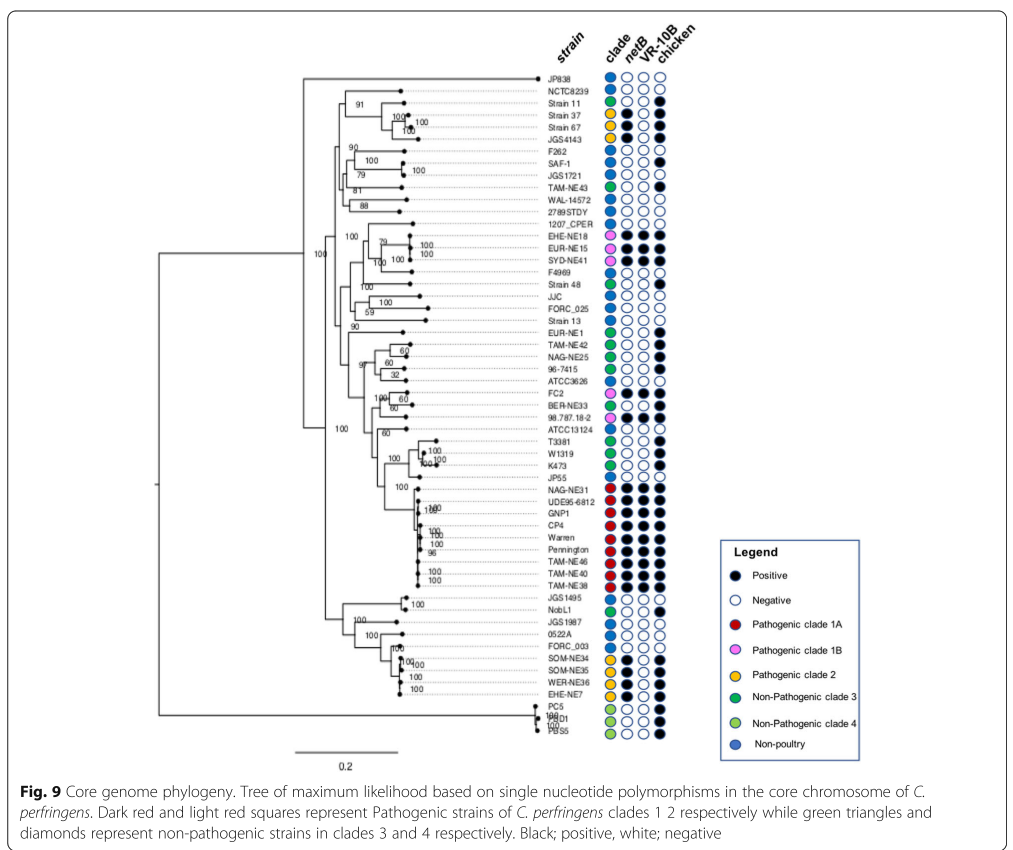 strain clade netB VR-10B chicken
JP838
NCTC8239
Strain 11
91
Strain 37
100
100
Strain 67
100
JGS4143
F262
90
SAF-1
100
100
JGS1721
79
TAM-NE43
81
WAL-14572
88
2789STDY
1207_CPER
100
EHE-NE18
79
100
EUR-NE15
100
100
SYD-NE41
100
100
F4969
Strain 48
100
JJC
100
FORC_025
59
Strain 13
90
EUR-NE1
TAM-NE42
60
NAG-NE25
97
60
96-7415
32
ATCC3626
FC2
100
BER-NE33
60
98.787.18-2
ATCC13124
100
60
T3381
100
W1319
100
100
K473
100
JP55
100
NAG-NE31
UDE95-6812
100
GNP1
CP4
100
Warren
100
Pennington
96
TAM-NE46
TAM-NE40
100
TAM-NE38
100
JGS1495
100
NobL1
JGS1987
100
0522A
100
FORC_003
100
SOM-NE34
100
SOM-NE35
100
WER-NE36
100
EHE-NE7
PC5
100
PBD1
100
PBS5
0.2
Legend
Positive
Negative
Pathogenic clade 1A
Pathogenic clade 1B
Pathogenic clade 2
Non-Pathogenic clade 3
Non-Pathogenic clade 4
Non-poultry
Fig. 9 Core genome phylogeny. Tree of maximum likelihood based on single nucleotide polymorphisms in the core chromosome of C.
perfringens. Dark red and light red squares represent Pathogenic strains of C. perfringens clades 1 2 respectively while green triangles and
diamonds represent non-pathogenic strains in clades 3 and 4 respectively. Black; positive, white; negative